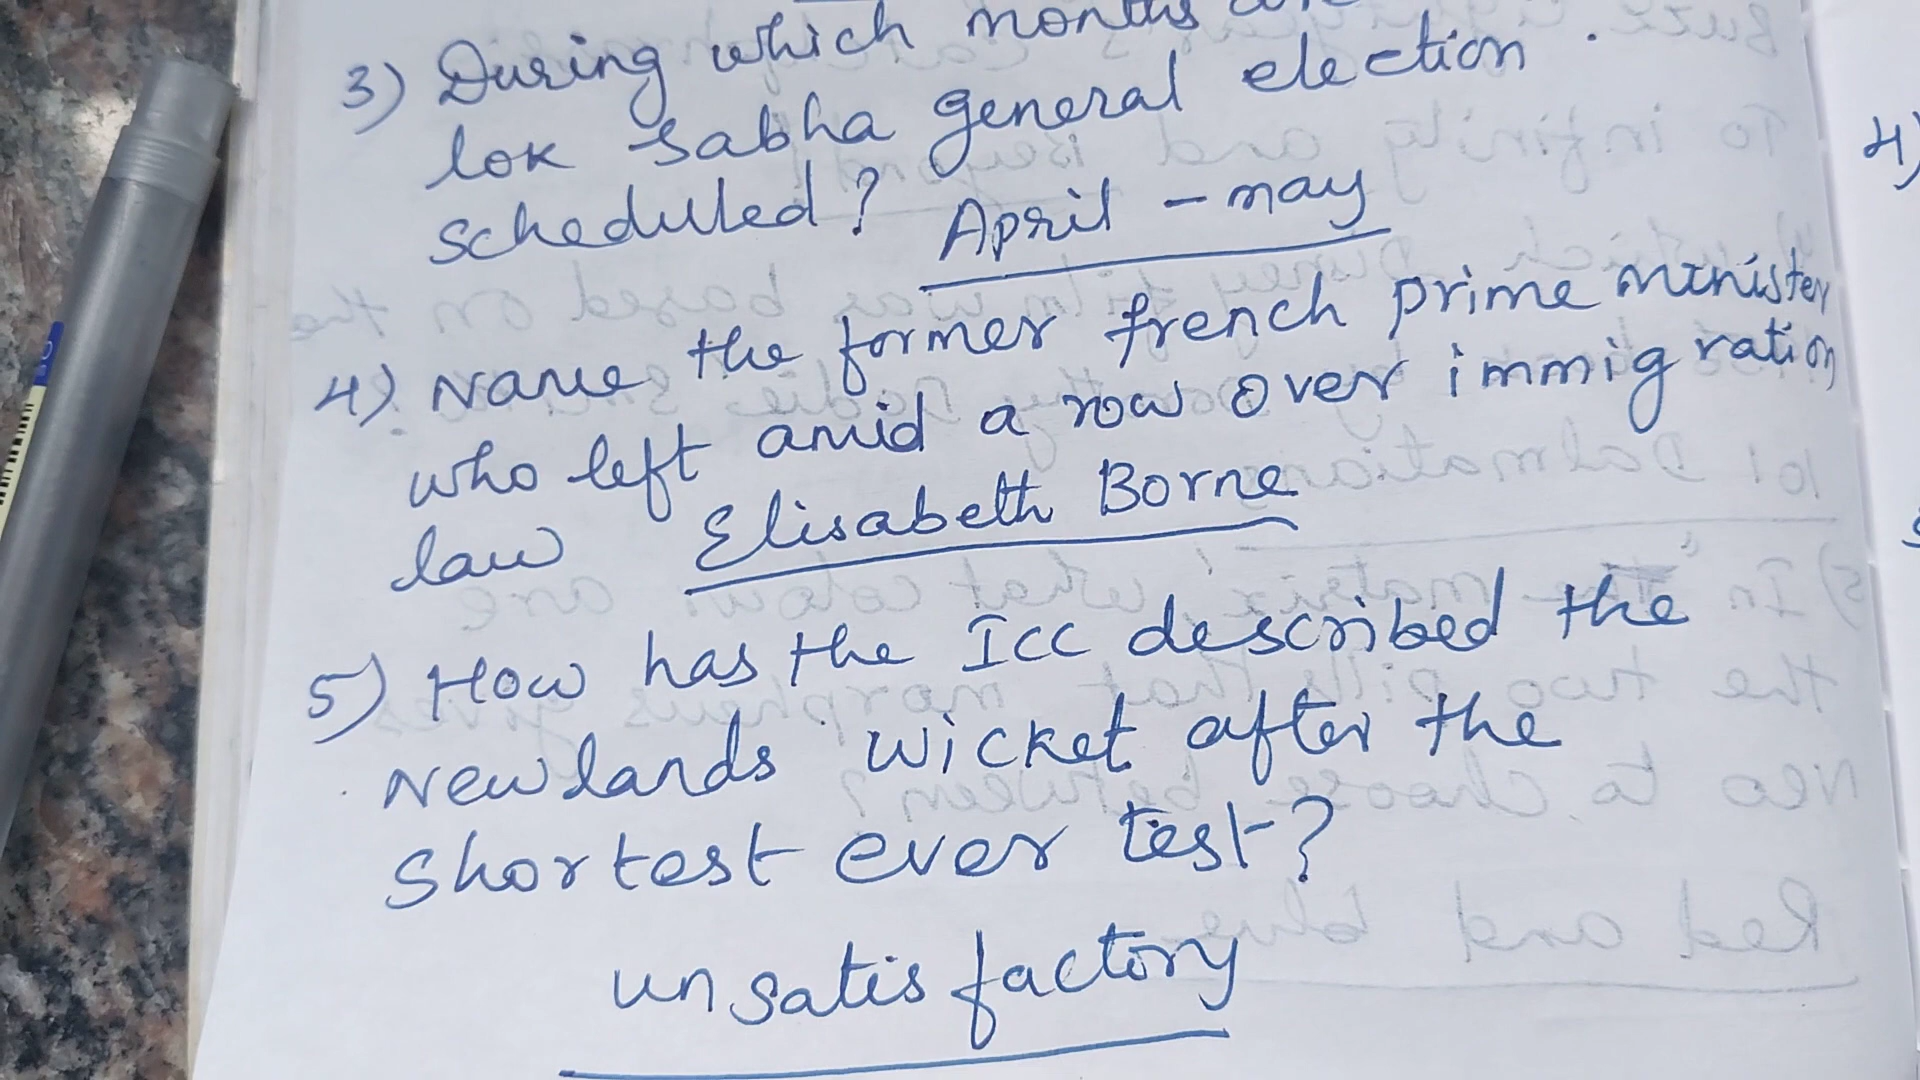 3) During which months are
lok sabha general election
scheduled? April - may
4) Name the former french prime minister
who left amid a row over immigration
law Elisabeth Borne
5) How has the Icc described the
Newlands wicket after the
shortest ever test?
unsatisfactory
4)